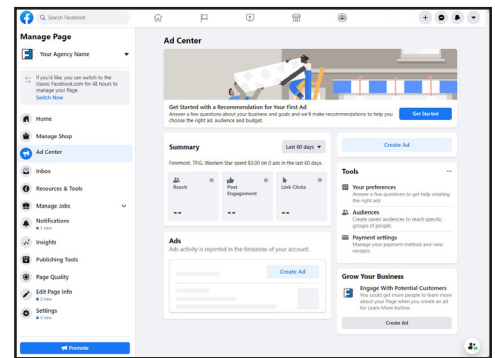 Search Facebook
Manage Page
Your Agency Name
If you'd like, you can switch to the
classic Facebook.com for 48 hours to
manage your Page.
Switch Now
Home
Manage Shop
Ad Center
Inbox
Resources & Tools
Manage Jobs
Notifications
1 new
Insights
Publishing Tools
Page Quality
Edit Page Info
Settings
Promote
Ad Center
Get Started with a Recommendation for Your First Ad
Answer a few questions about your business and goals and we'll make recommendations to help you
choose the right ad, audience and budget.
Get Started
Summary
Last 60 days
Foremost, TFIG, Western Star spent $0.00 on 0 ads in the last 60 days.
Reach
--
Post
Engagement
--
Link Clicks
--
Ads
Ads activity is reported in the timezone of your account.
Create Ad
Create Ad
Tools
Your preferences
Answer a few questions to get help creating
the right ads
Audiences
Create saved audiences to reach specific
groups of people.
Payment settings
Manage your payment method and view
receipts.
Grow Your Business
Engage With Potential Customers
You could get more people to learn more
about your Page when you create an ad
for Learn More button.
Create Ad